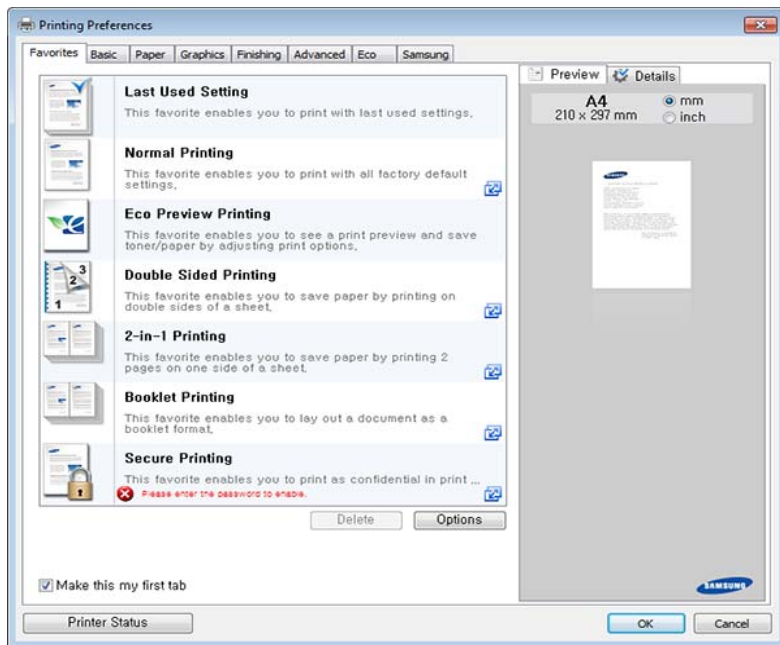 Printing Preferences
Favorites Basic Paper Graphics Finishing Advanced Eco Samsung
Last Used Setting
This favorite enables you to print with last used settings.
Normal Printing
This favorite enables you to print with all factory default
settings.
Eco Preview Printing
This favorite enables you to see a print preview and save
toner/paper by adjusting print options.
Double Sided Printing
This favorite enables you to save paper by printing on
double sides of a sheet.
2-in-1 Printing
This favorite enables you to save paper by printing 2
pages on one side of a sheet.
Booklet Printing
This favorite enables you to lay out a document as a
booklet format.
Secure Printing
This favorite enables you to print as confidential in print ...
Please enter the password to enable.
Delete Options
Make this my first tab
Preview Details
A4
210 x 297 mm
mm
inch
SAMSUNG
Printer Status OK Cancel
1
2
3